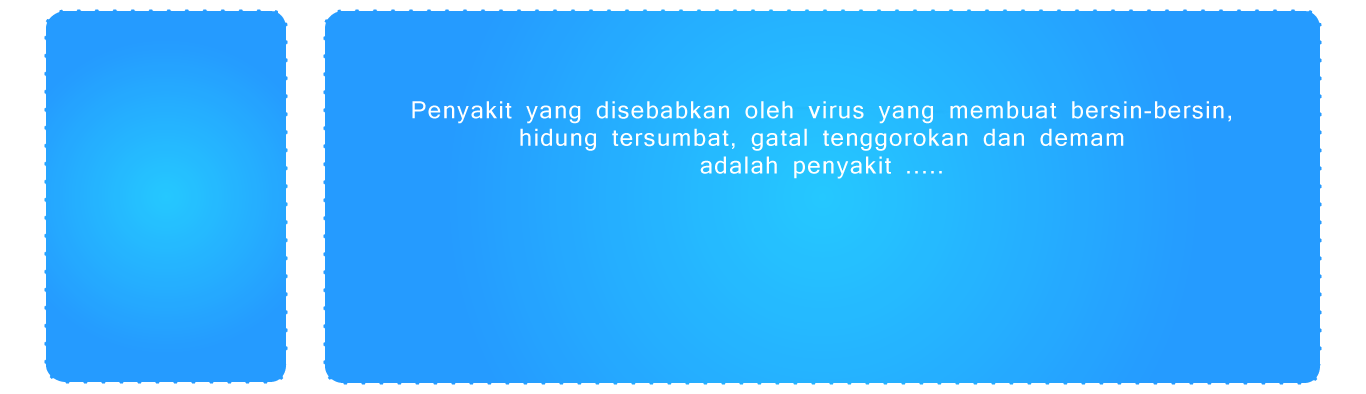 Penyakit yang disebabkan oleh virus yang membuat bersin-bersin,
hidung tersumbat, gatal tenggorokan dan demam
adalah penyakit .....